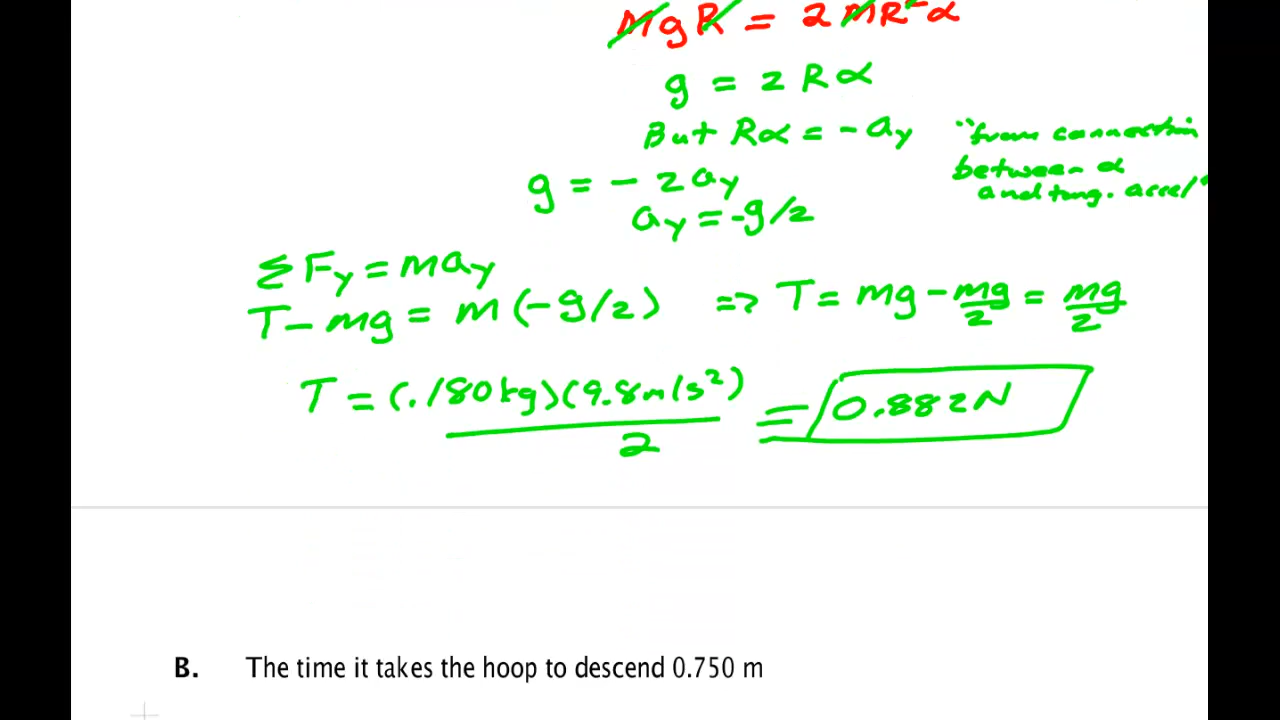 MgR = 2MR²α
g = 2Rα
But Rα = -ay "from connection
between α
and tang. accel"
g = -2ay
ay = -g/2
ΣFy = may
T-mg = m(-g/2) => T = mg - mg/2 = mg/2
T = (.180kg)(9.8m/s²)/2 = 0.882N
B. The time it takes the hoop to descend 0.750 m